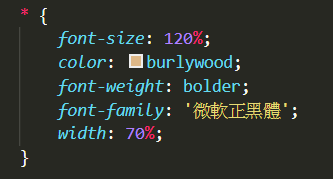 * {
font-size: 120%;
color: burlywood;
font-weight: bolder;
font-family: '微軟正黑體';
width: 70%;
}